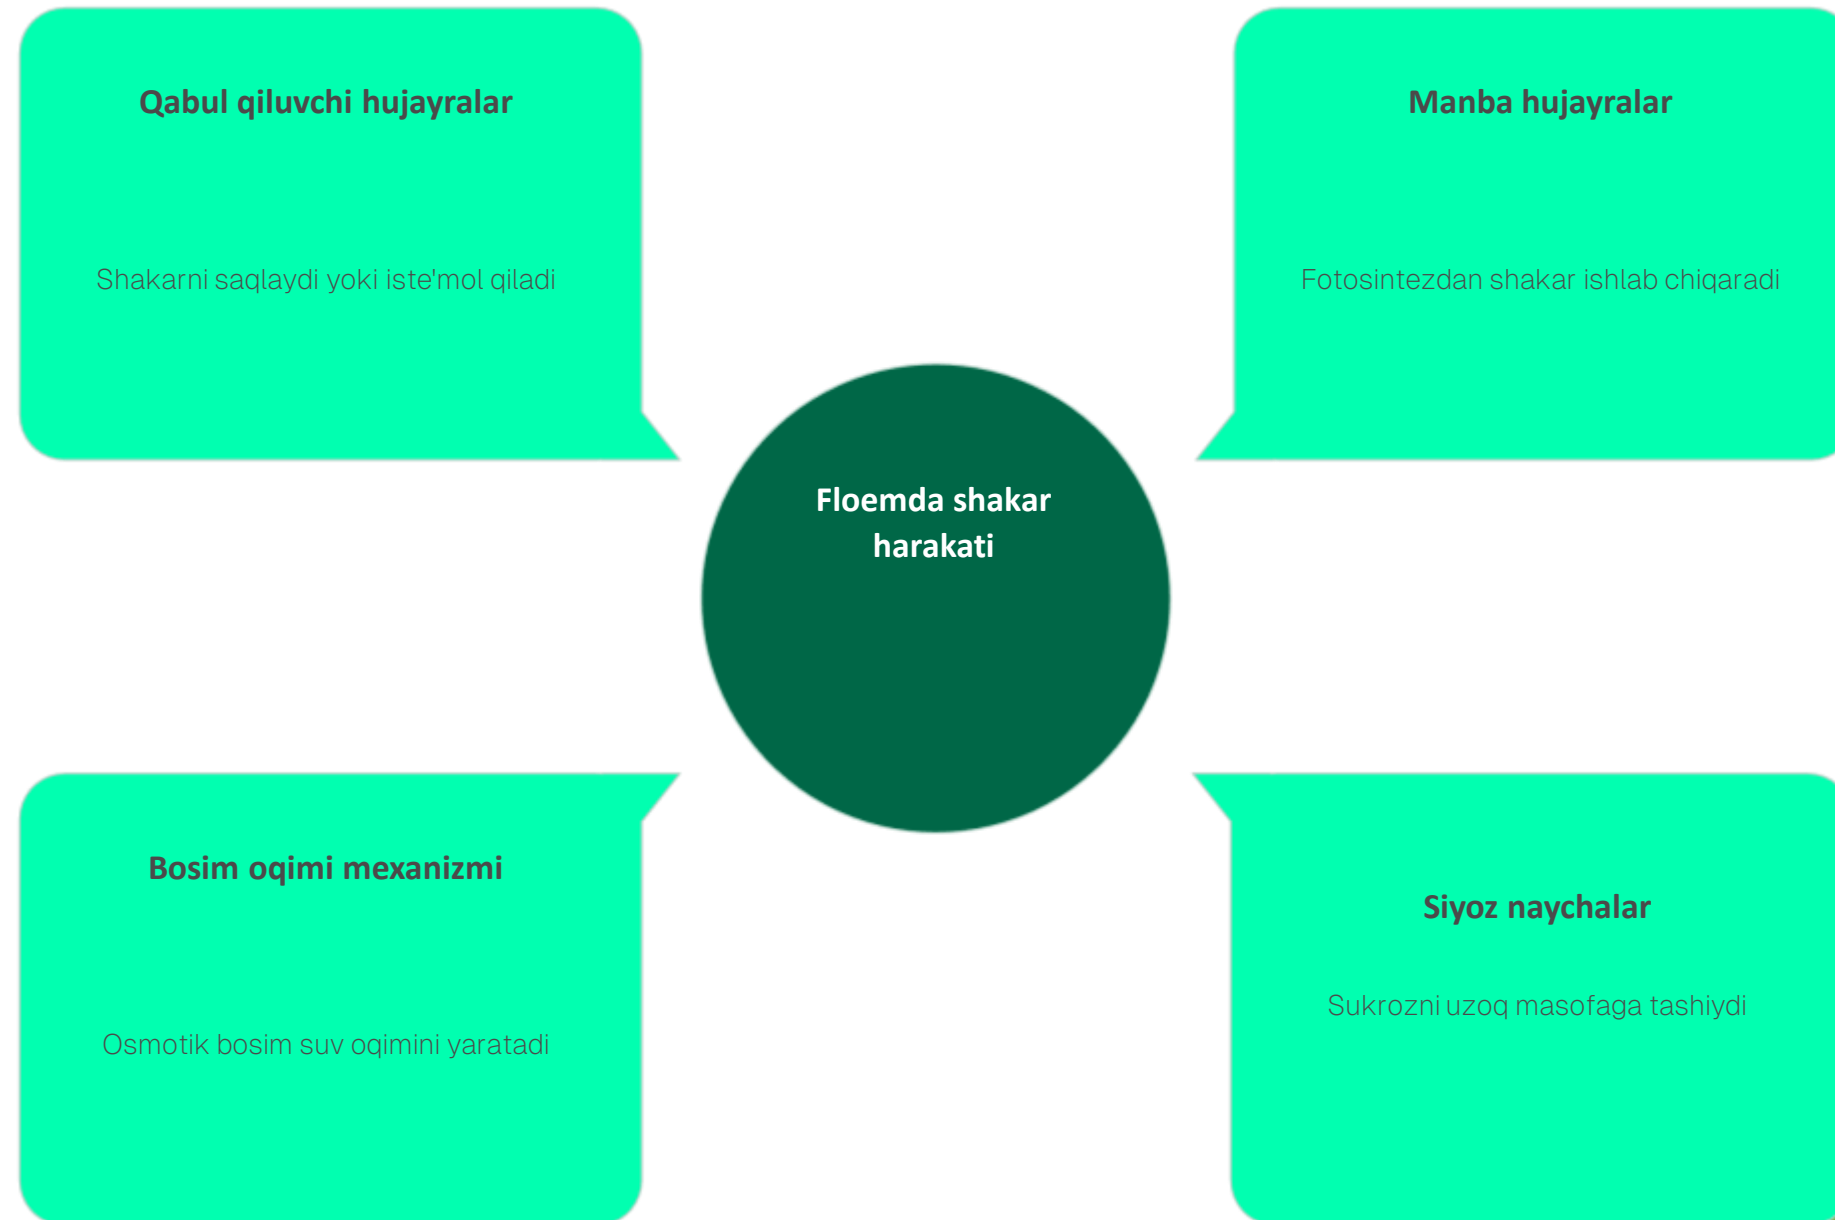 Qabul qiluvchi hujayralar
Shakarni saqlaydi yoki iste'mol qiladi
Manba hujayralar
Fotosintezdan shakar ishlab chiqaradi
Floemda shakar
harakati
Bosim oqimi mexanizmi
Osmotik bosim suv oqimini yaratadi
Siyoz naychalar
Sukrozni uzoq masofaga tashiydi